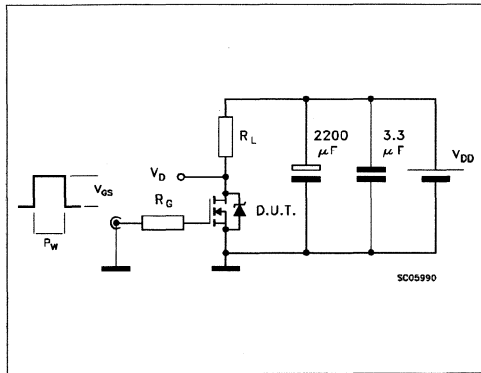 R_L
2200 µF
3.3 µF
V_DD
V_D
V_GS
R_G
D.U.T.
P_W
SC05990